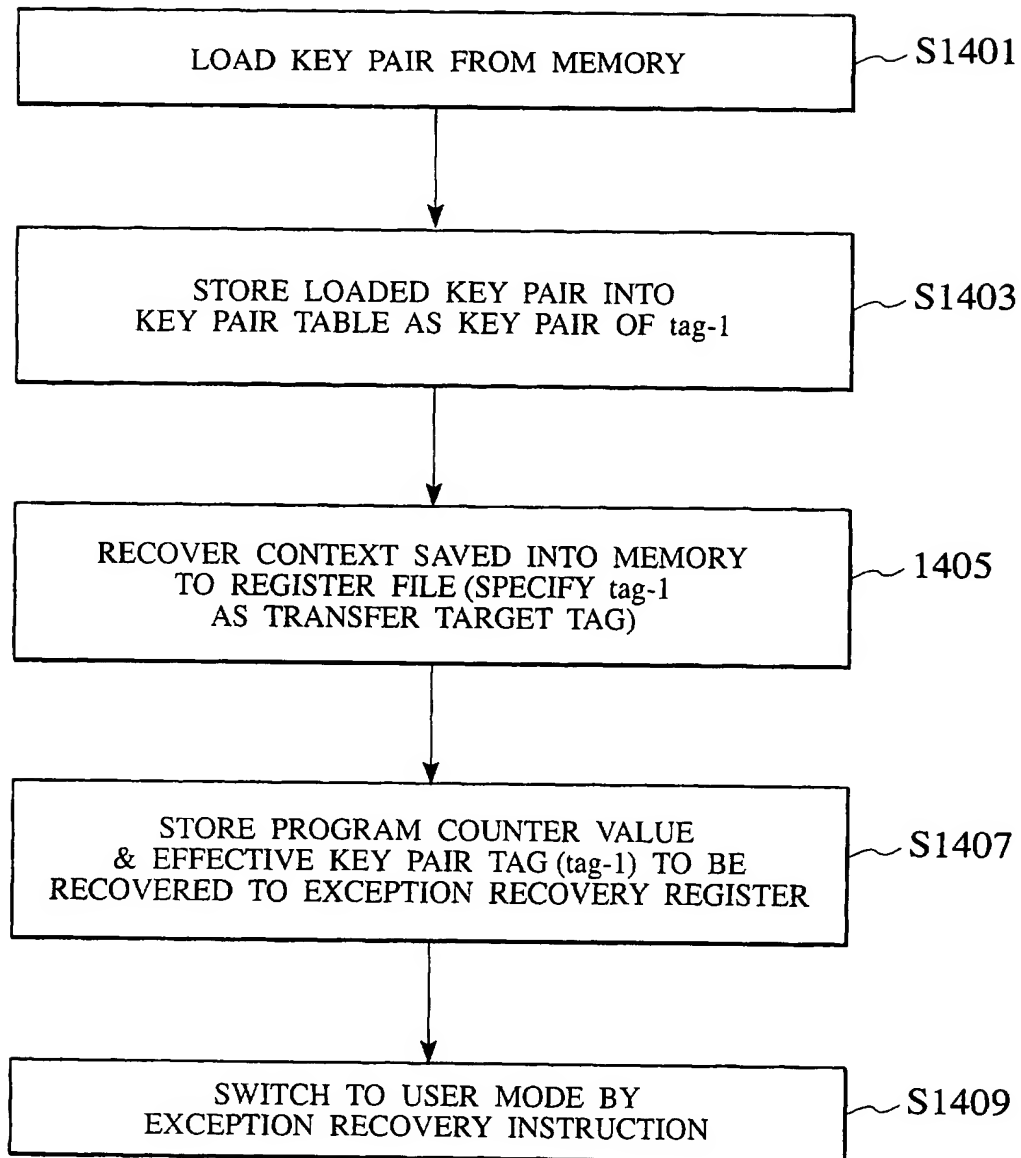 LOAD KEY PAIR FROM MEMORY
S1401
STORE LOADED KEY PAIR INTO
KEY PAIR TABLE AS KEY PAIR OF tag-1
S1403
RECOVER CONTEXT SAVED INTO MEMORY
TO REGISTER FILE (SPECIFY tag-1
AS TRANSFER TARGET TAG)
1405
STORE PROGRAM COUNTER VALUE
& EFFECTIVE KEY PAIR TAG (tag-1) TO BE
RECOVERED TO EXCEPTION RECOVERY REGISTER
S1407
SWITCH TO USER MODE BY
EXCEPTION RECOVERY INSTRUCTION
S1409